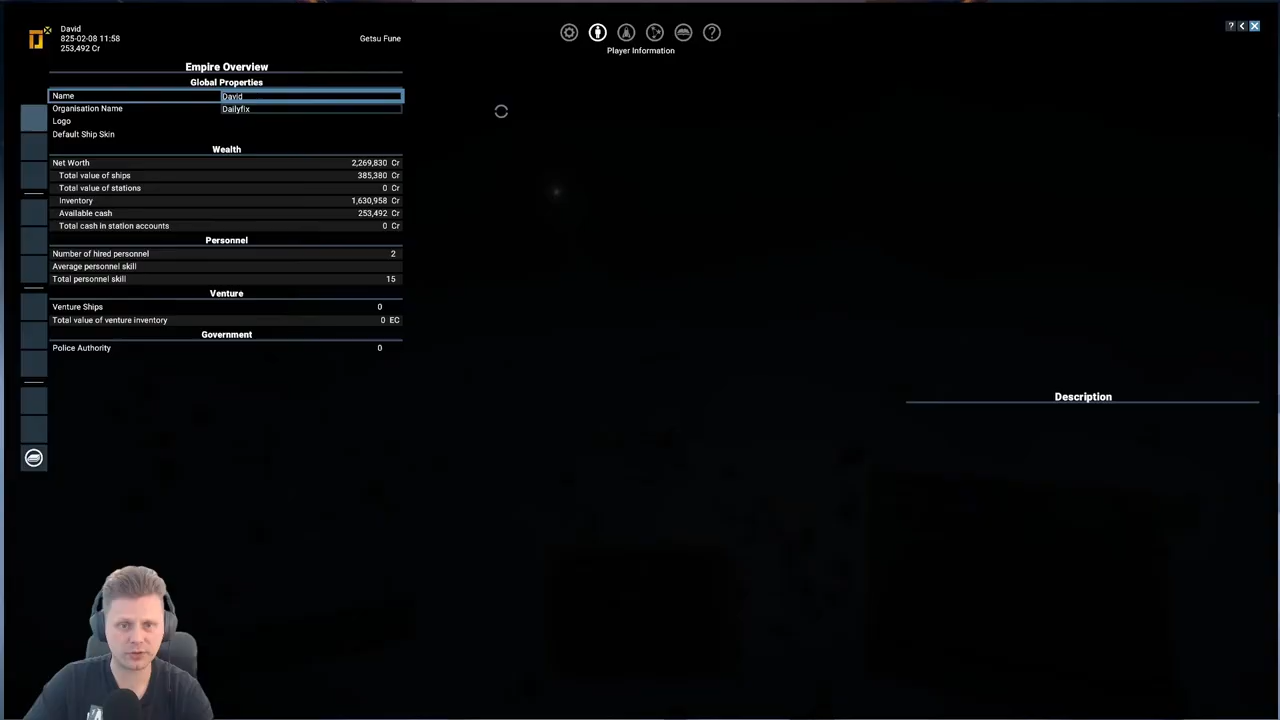 David
825-02-08 11:58
253,492 Cr
Getsu Fune
Player Information
?
Empire Overview
Global Properties
Name David
Organisation Name Dailyfix
Logo
Default Ship Skin
Wealth
Net Worth 2,269,830 Cr
Total value of ships 385,380 Cr
Total value of stations 0 Cr
Inventory 1,630,958 Cr
Available cash 253,492 Cr
Total cash in station accounts 0 Cr
Personnel
Number of hired personnel 2
Average personnel skill
Total personnel skill 15
Venture
Venture Ships 0
Total value of venture inventory 0 EC
Government
Police Authority 0
Description